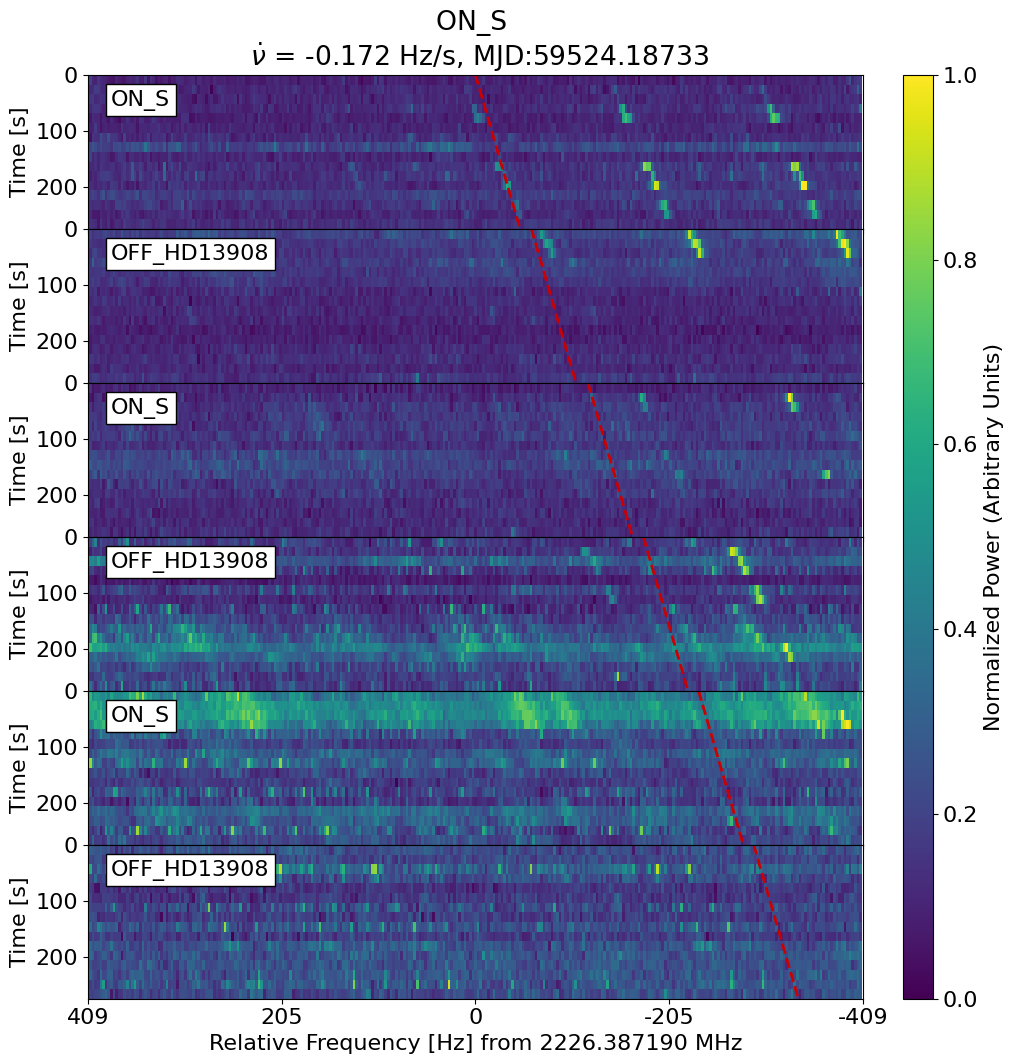 ON_S
ν̇ = -0.172 Hz/s, MJD:59524.18733
0
ON_S
100
200
Time [s]
0
OFF_HD13908
100
200
Time [s]
0
ON_S
100
200
Time [s]
0
OFF_HD13908
100
200
Time [s]
0
ON_S
100
200
Time [s]
0
OFF_HD13908
100
200
Time [s]
409 205 0 -205 -409
Relative Frequency [Hz] from 2226.387190 MHz
1.0
0.8
0.6
0.4
0.2
0.0
Normalized Power (Arbitrary Units)